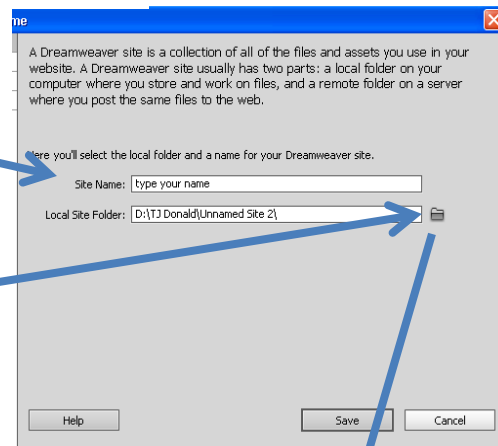 me
A Dreamweaver site is a collection of all of the files and assets you use in your
website. A Dreamweaver site usually has two parts: a local folder on your
computer where you store and work on files, and a remote folder on a server
where you post the same files to the web.
Here you'll select the local folder and a name for your Dreamweaver site.
Site Name: type your name
Local Site Folder: D:\TJ Donald\Unnamed Site 2\
Help Save Cancel